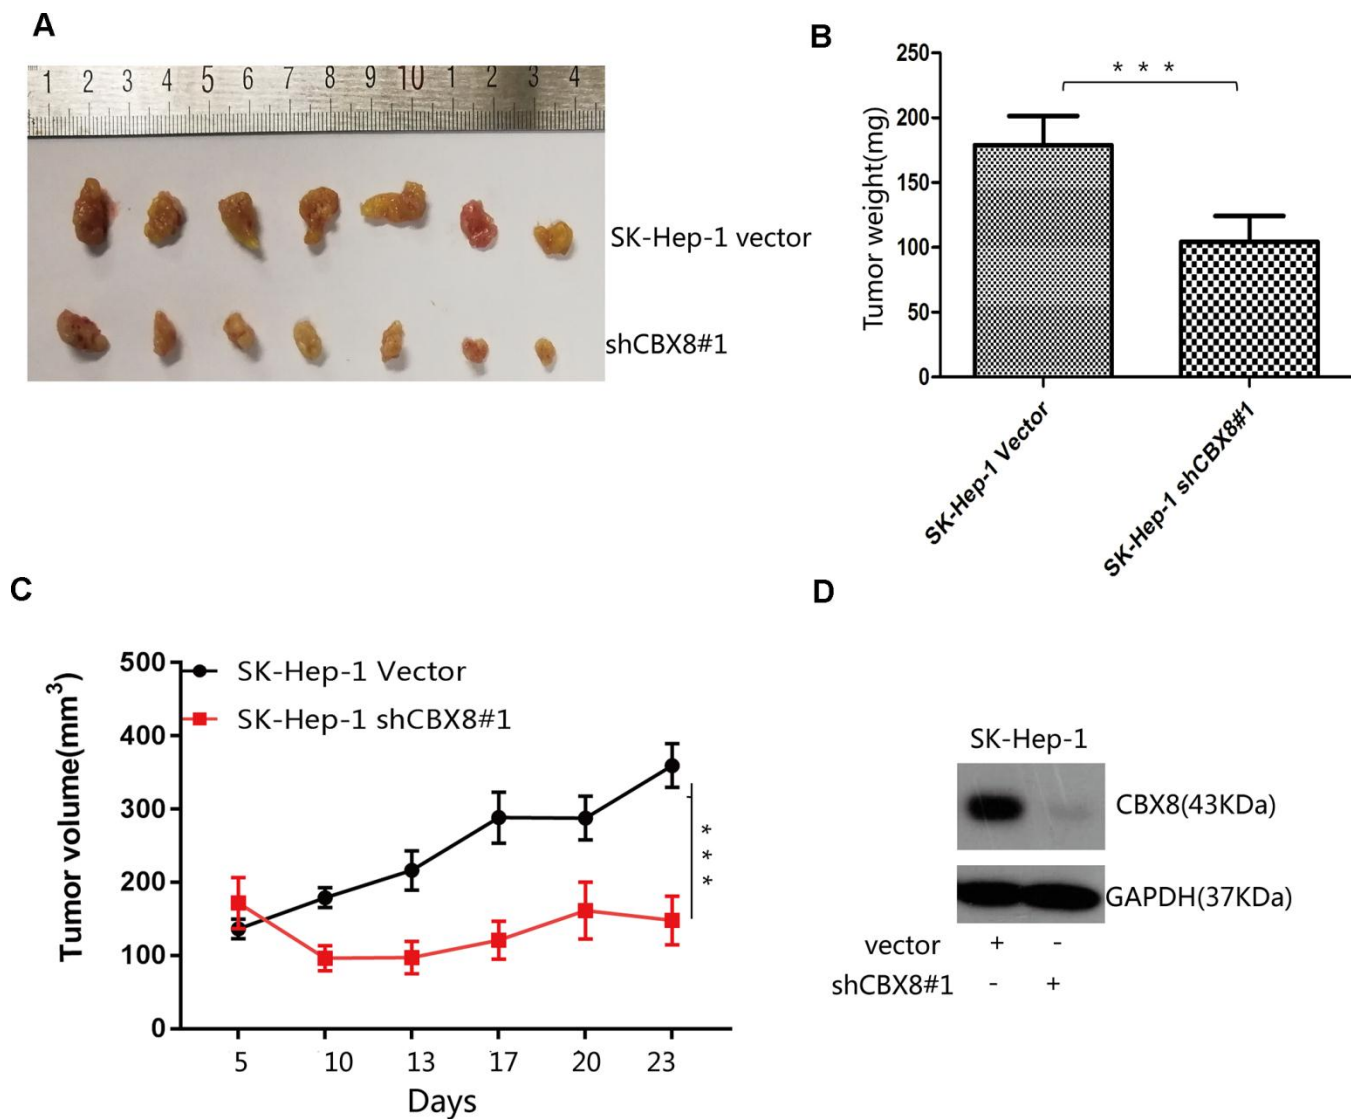 A
1 2 3 4 5 6 7 8 9 10 1 2 3 4
SK-Hep-1 vector
shCBX8#1
B
Tumor weight(mg)
250
200
150
100
50
0
* * *
SK-Hep-1 Vector
SK-Hep-1 shCBX8#1
C
Tumor volume(mm³)
500
400
300
200
100
0
SK-Hep-1 Vector
SK-Hep-1 shCBX8#1
* * *
5 10 13 17 20 23
Days
D
SK-Hep-1
CBX8(43KDa)
GAPDH(37KDa)
vector + -
shCBX8#1 - +